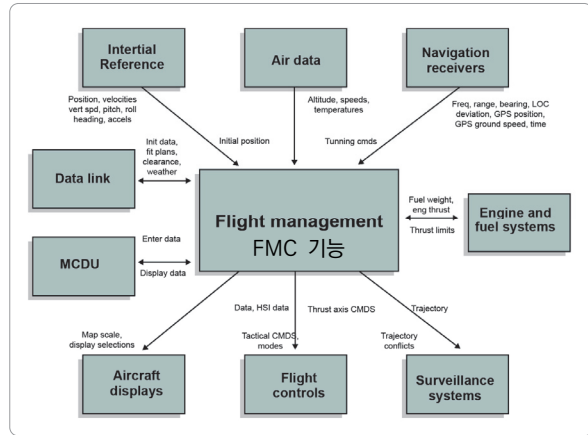 Intertial
Reference
Air data
Navigation
receivers
Position, velocities
vert spd, pitch, roll
heading, accels
Altitude, speeds,
temperatures
Freq, range, bearing, LOC
deviation, GPS position,
GPS ground speed, time
Initial position
Tunning cmds
Init data,
fit plans,
clearance,
weather
Data link
Flight management
FMC 기능
Fuel weight,
eng thrust
Thrust limits
Engine and
fuel systems
MCDU
Enter data
Display data
Data, HSI data
Thrust axis CMDS
Trajectory
Map scale,
display selections
Tactical CMDS,
modes
Trajectory
conflicts
Aircraft
displays
Flight
controls
Surveillance
systems